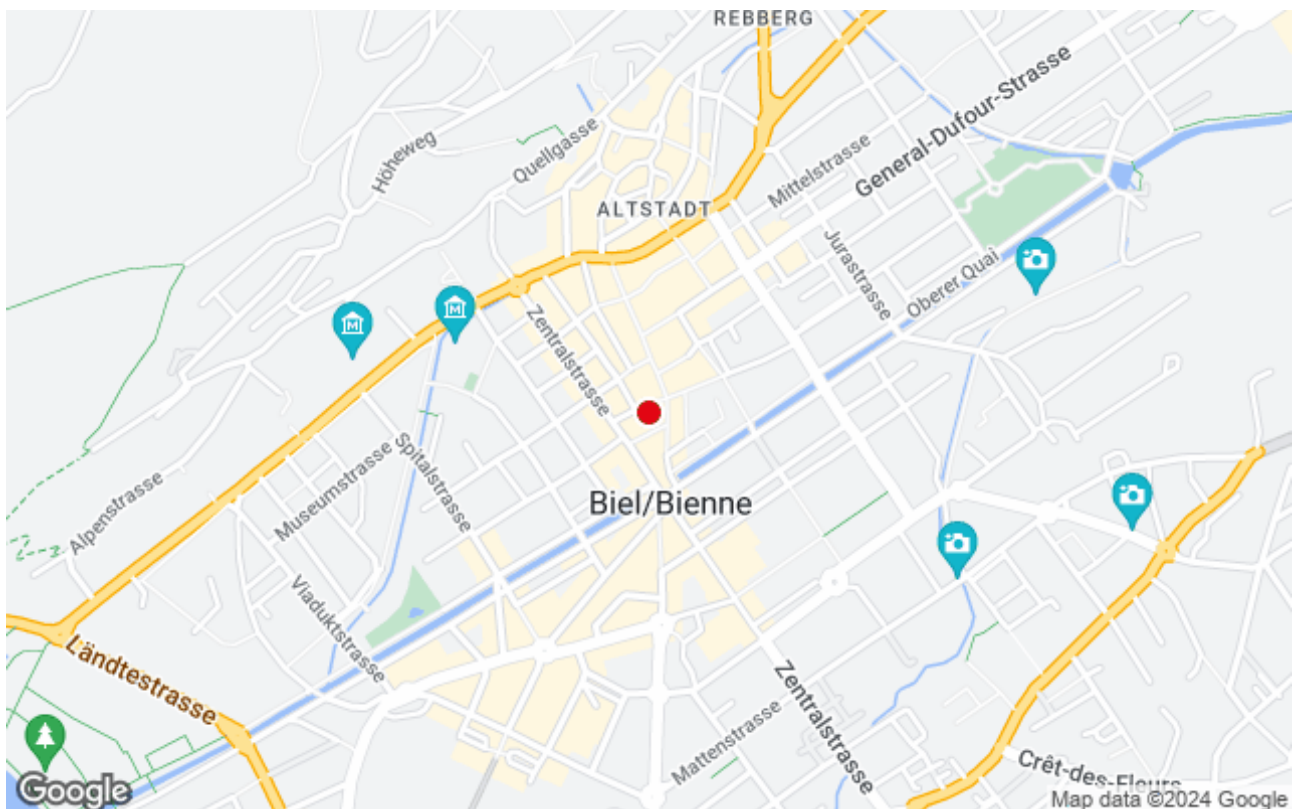 REBBERG
General-Dufour-Strasse
Höheweg
Quellgasse
Mittelstrasse
ALTSTADT
Jurastrasse
Oberer Quai
M
M
Zentralstrasse
Spitalstrasse
Museumstrasse
Alpenstrasse
Biel/Bienne
Viaduktstrasse
Ländtestrasse
Zentralstrasse
Mattenstrasse
Crêt-des-Fleurs
Google
Map data ©2024 Google